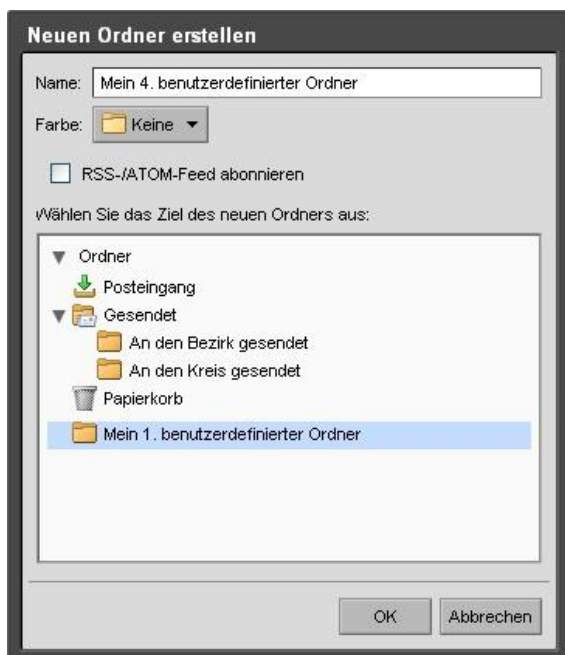 Neuen Ordner erstellen
Name: Mein 4. benutzerdefinierter Ordner
Farbe: Keine
RSS-/ATOM-Feed abonnieren
Wählen Sie das Ziel des neuen Ordners aus:
Ordner
Posteingang
Gesendet
An den Bezirk gesendet
An den Kreis gesendet
Papierkorb
Mein 1. benutzerdefinierter Ordner
OK Abbrechen